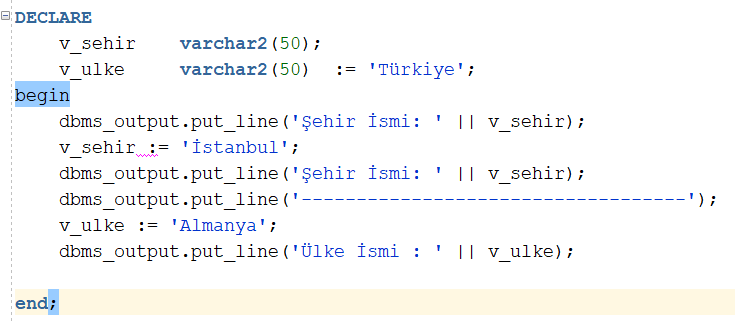 DECLARE
    v_sehir    varchar2(50);
    v_ulke     varchar2(50)  := 'Türkiye';
begin
    dbms_output.put_line('Şehir İsmi: ' || v_sehir);
    v_sehir := 'İstanbul';
    dbms_output.put_line('Şehir İsmi: ' || v_sehir);
    dbms_output.put_line('-----------------------------------');
    v_ulke := 'Almanya';
    dbms_output.put_line('Ülke İsmi : ' || v_ulke);
end;